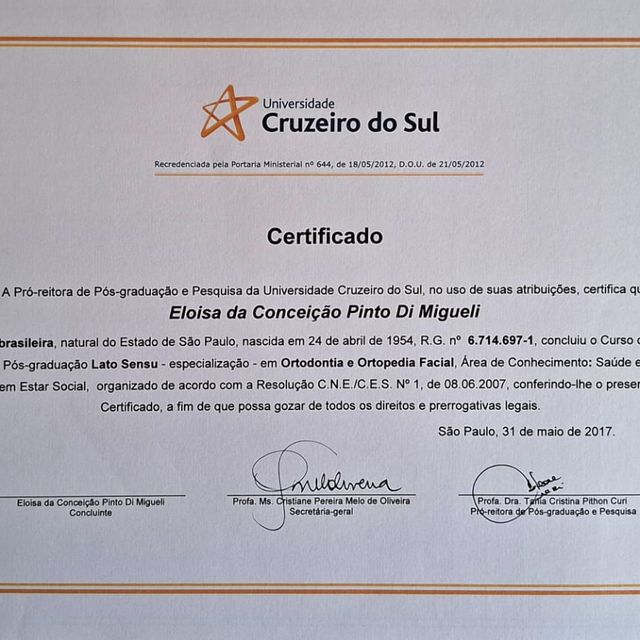 Universidade
Cruzeiro do Sul
Recredenciada pela Portaria Ministerial nº 644, de 18/05/2012, D.O.U. de 21/05/2012
Certificado
A Pró-reitora de Pós-graduação e Pesquisa da Universidade Cruzeiro do Sul, no uso de suas atribuições, certifica qu
Eloisa da Conceição Pinto Di Migueli
brasileira, natural do Estado de São Paulo, nascida em 24 de abril de 1954, R.G. nº 6.714.697-1, concluiu o Curso
Pós-graduação Lato Sensu - especialização - em Ortodontia e Ortopedia Facial, Área de Conhecimento: Saúde e
em Estar Social, organizado de acordo com a Resolução C.N.E./C.E.S. Nº 1, de 08.06.2007, conferindo-lhe o presen
Certificado, a fim de que possa gozar de todos os direitos e prerrogativas legais.
São Paulo, 31 de maio de 2017.
Eloisa da Conceição Pinto Di Migueli
Concluinte
Profa. Ms. Cristiane Pereira Melo de Oliveira
Secretária-geral
Profa. Dra. Tania Cristina Pithon Curi
Pró-reitora de Pós-graduação e Pesquisa